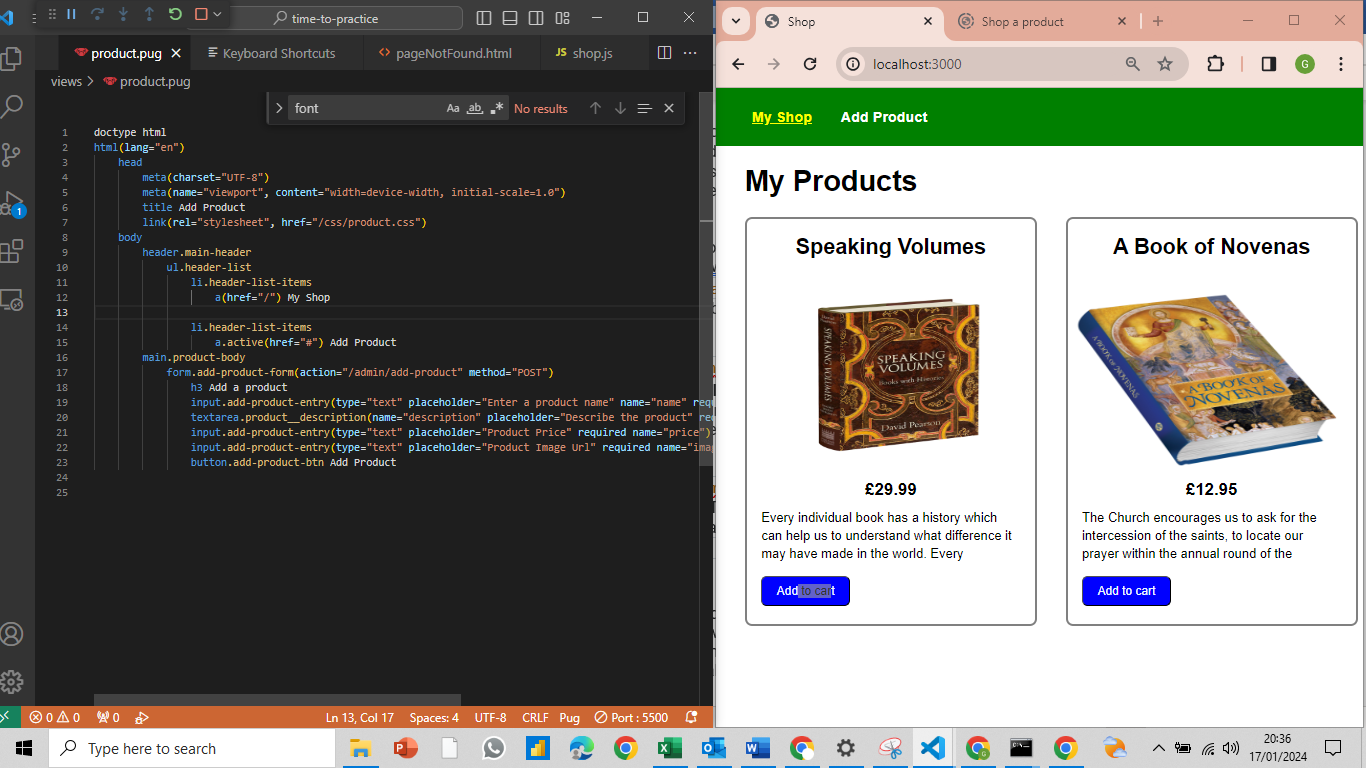 time-to-practice
product.pug
Keyboard Shortcuts
pageNotFound.html
JS shop.js
views > product.pug
font
Aa ab No results
1 doctype html
2 html(lang="en")
3 head
4 meta(charset="UTF-8")
5 meta(name="viewport", content="width=device-width, initial-scale=1.0")
6 title Add Product
7 link(rel="stylesheet", href="/css/product.css")
8 body
9 header.main-header
10 ul.header-list
11 li.header-list-items
12 a(href="/") My Shop
13
14 li.header-list-items
15 a.active(href="#") Add Product
16 main.product-body
17 form.add-product-form(action="/admin/add-product" method="POST")
18 h3 Add a product
19 input.add-product-entry(type="text" placeholder="Enter a product name" name="name" requ
20 textarea.product__description(name="description" placeholder="Describe the product" re
21 input.add-product-entry(type="text" placeholder="Product Price" required name="price")
22 input.add-product-entry(type="text" placeholder="Product Image Url" required name="imag
23 button.add-product-btn Add Product
24
25
1
0 0 0
Ln 13, Col 17
Spaces: 4
UTF-8
CRLF
Pug
Port : 5500
Shop
Shop a product
localhost:3000
G
My Shop
Add Product
My Products
Speaking Volumes
SPEAKING VOLUMES
SPEAKING
VOLUMES
Books with Histories
David Pearson
£29.99
Every individual book has a history which
can help us to understand what difference it
may have made in the world. Every
Add to cart
A Book of Novenas
A BOOK OF NOVENAS
A BOOK OF
NOVENAS
£12.95
The Church encourages us to ask for the
intercession of the saints, to locate our
prayer within the annual round of the
Add to cart
Type here to search
20:36
17/01/2024